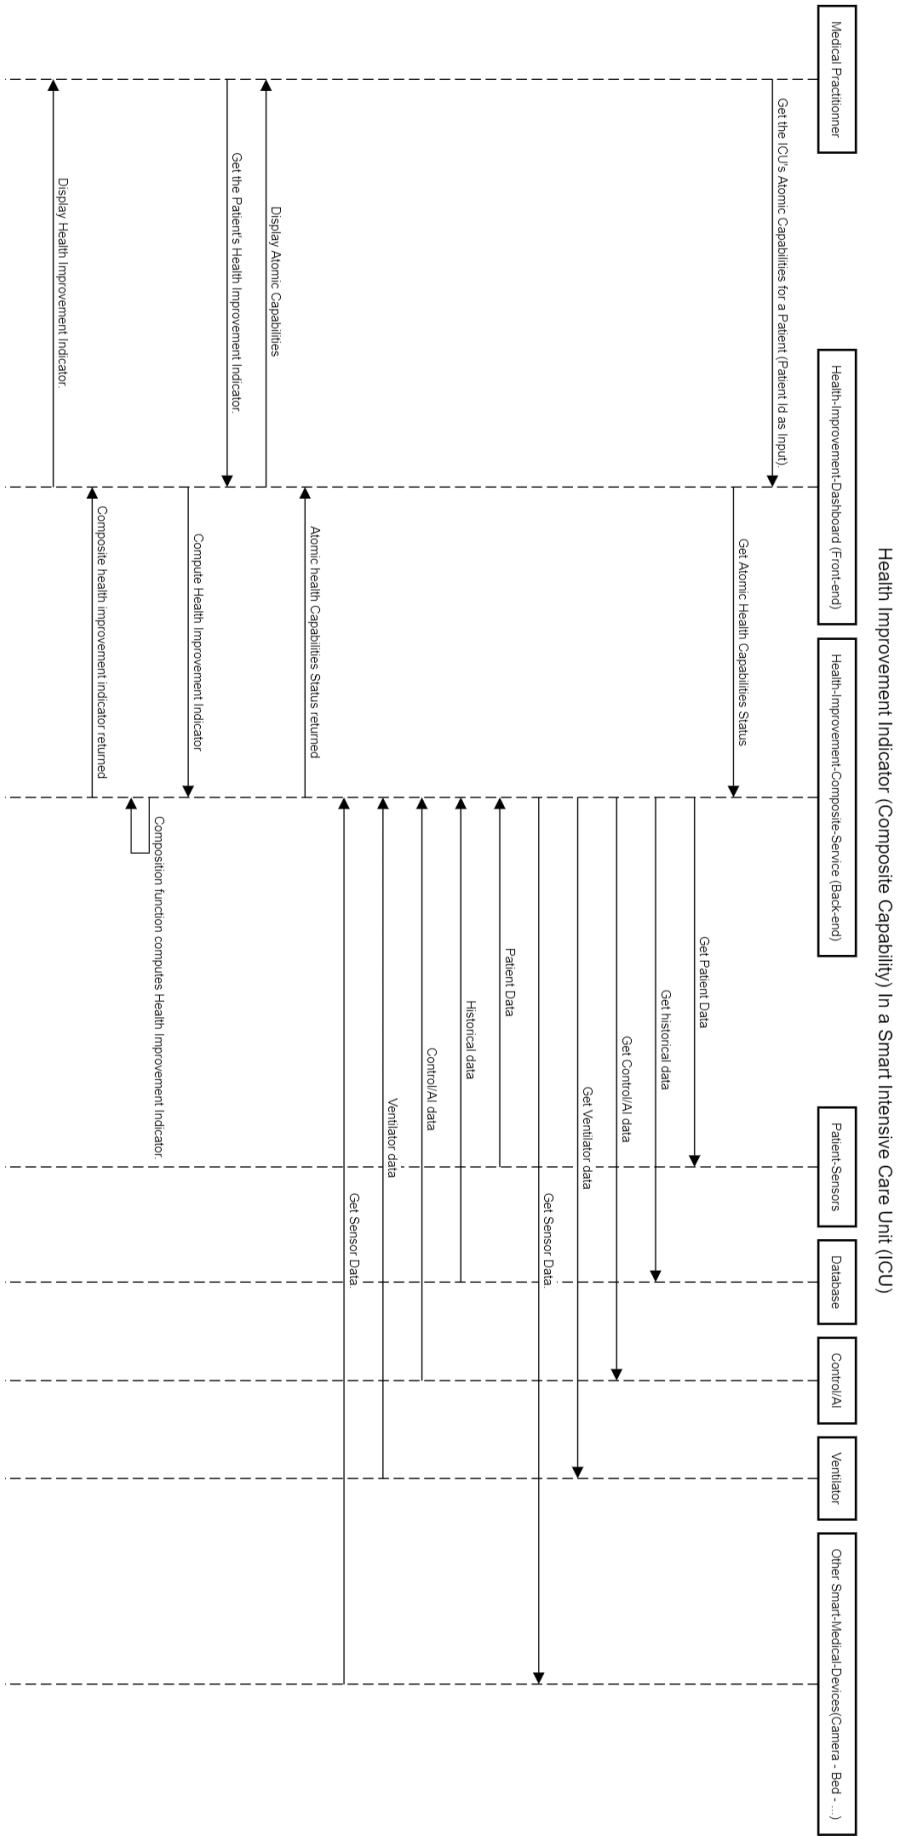 Health Improvement Indicator (Composite Capability) In a Smart Intensive Care Unit (ICU)
Medical Practitionner
Health-Improvement-Dashboard (Front-end)
Health-Improvement-Composite-Service (Back-end)
Patient-Sensors
Database
Control/AI
Ventilator
Other Smart-Medical-Devices(Camera - Bed - ...)
Get the ICU's Atomic Capabilities for a Patient (Patient Id as Input).
Get Atomic Health Capabilities Status
Get Patient Data
Get historical data
Get Control/AI data
Get Ventilator data
Get Sensor Data.
Patient Data
Historical data
Control/AI data
Ventilator data
Get Sensor Data.
Atomic health Capabilities Status returned
Display Atomic Capabilities
Get the Patient's Health Improvement Indicator.
Compute Health Improvement Indicator
Composition function computes Health Improvement Indicator.
Composite health improvement indicator returned
Display Health Improvement Indicator.